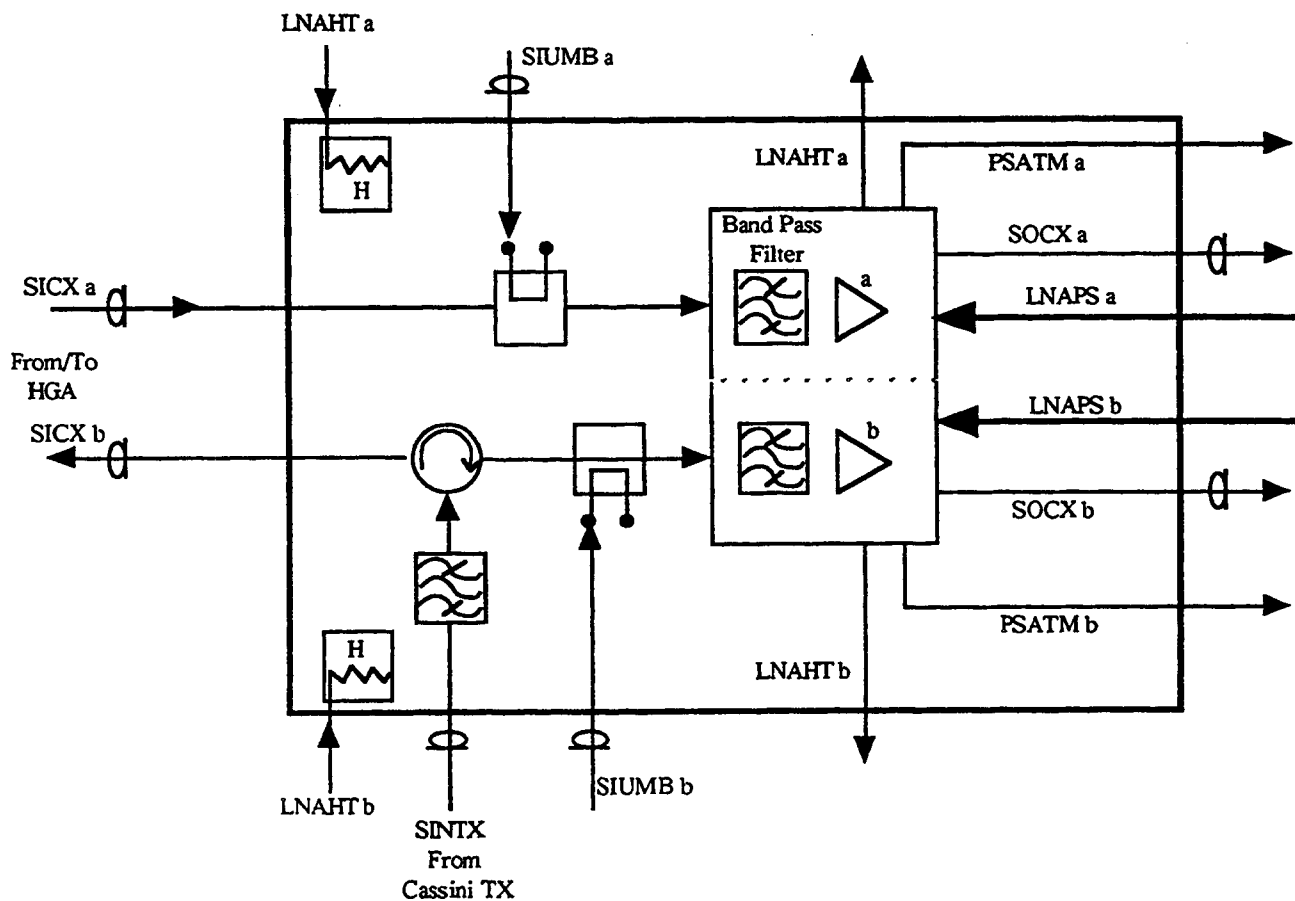 LNAHT a
SIUMB a
LNAHT a
PSATM a
H
Band Pass
Filter
SOCX a
a
SICX a
LNAPS a
From/To
HGA
LNAPS b
SICX b
b
SOCX b
PSATM b
H
LNAHT b
SIUMB b
LNAHT b
SINTX
From
Cassini TX